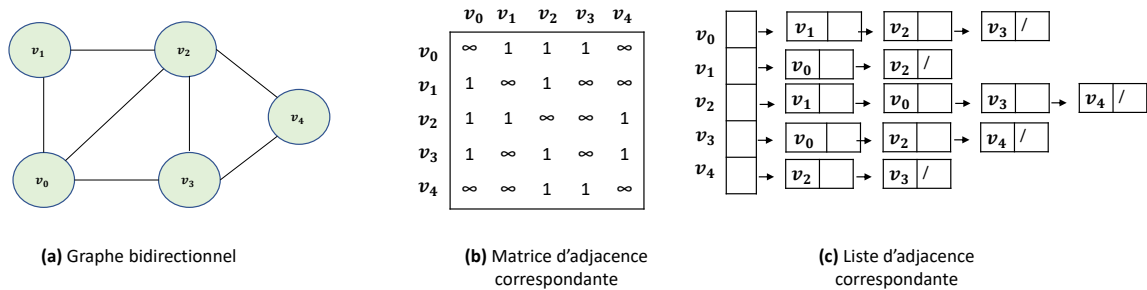 v₁
v₂
v₄
v₀
v₃
(a) Graphe bidirectionnel
v₀ v₁ v₂ v₃ v₄
v₀ ∞ 1 1 1 ∞
v₁ 1 ∞ 1 ∞ ∞
v₂ 1 1 ∞ ∞ 1
v₃ 1 ∞ 1 ∞ 1
v₄ ∞ ∞ 1 1 ∞
(b) Matrice d'adjacence
correspondante
v₀ v₁ v₂ v₃ /
v₁ v₀ v₂ /
v₂ v₁ v₀ v₃ v₄ /
v₃ v₀ v₂ v₄ /
v₄ v₂ v₃ /
(c) Liste d'adjacence
correspondante